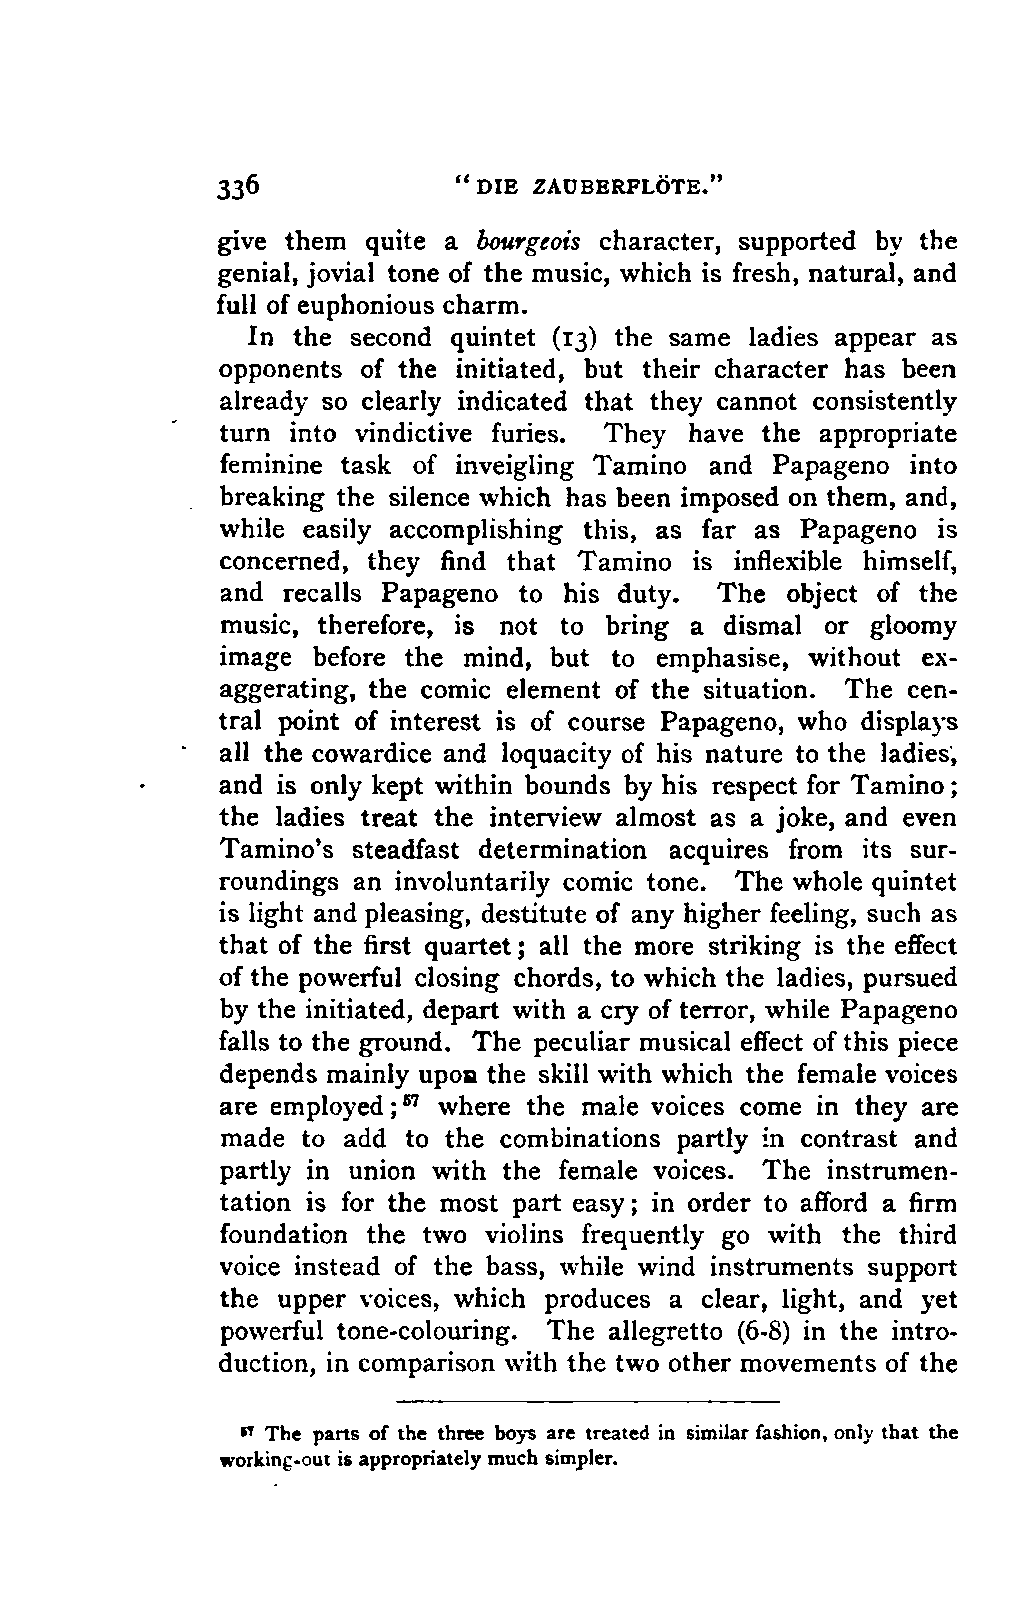 336 "DIE ZAUBERFLÖTE."
give them quite a bourgeois character, supported by the
genial, jovial tone of the music, which is fresh, natural, and
full of euphonious charm.
In the second quintet (13) the same ladies appear as
opponents of the initiated, but their character has been
already so clearly indicated that they cannot consistently
turn into vindictive furies. They have the appropriate
feminine task of inveigling Tamino and Papageno into
breaking the silence which has been imposed on them, and,
while easily accomplishing this, as far as Papageno is
concerned, they find that Tamino is inflexible himself,
and recalls Papageno to his duty. The object of the
music, therefore, is not to bring a dismal or gloomy
image before the mind, but to emphasise, without ex-
aggerating, the comic element of the situation. The cen-
tral point of interest is of course Papageno, who displays
all the cowardice and loquacity of his nature to the ladies,
and is only kept within bounds by his respect for Tamino;
the ladies treat the interview almost as a joke, and even
Tamino's steadfast determination acquires from its sur-
roundings an involuntarily comic tone. The whole quintet
is light and pleasing, destitute of any higher feeling, such as
that of the first quartet; all the more striking is the effect
of the powerful closing chords, to which the ladies, pursued
by the initiated, depart with a cry of terror, while Papageno
falls to the ground. The peculiar musical effect of this piece
depends mainly upon the skill with which the female voices
are employed;⁵⁷ where the male voices come in they are
made to add to the combinations partly in contrast and
partly in union with the female voices. The instrumen-
tation is for the most part easy; in order to afford a firm
foundation the two violins frequently go with the third
voice instead of the bass, while wind instruments support
the upper voices, which produces a clear, light, and yet
powerful tone-colouring. The allegretto (6-8) in the intro-
duction, in comparison with the two other movements of the
⁵⁷ The parts of the three boys are treated in similar fashion, only that the
working-out is appropriately much simpler.